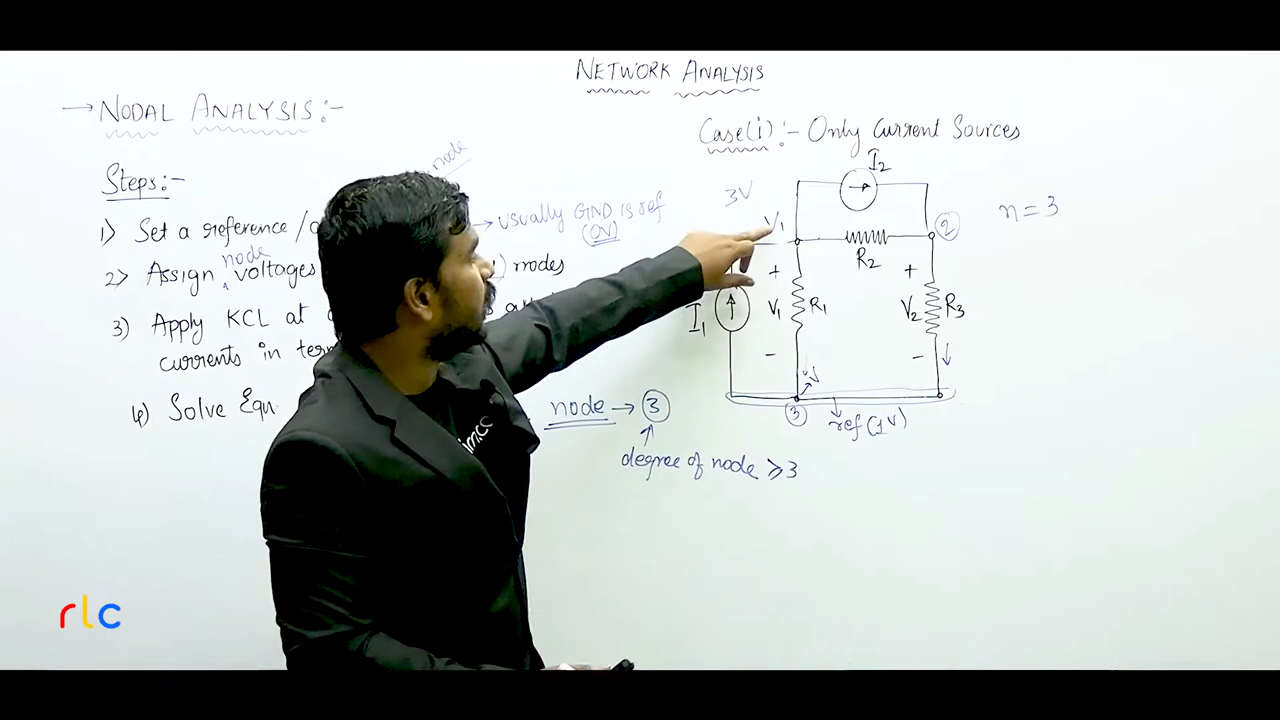 NETWORK ANALYSIS
→ NODAL ANALYSIS :-
node
Steps:-
1) Set a reference /
→ usually GND is ref
(0V)
2) Assign node voltages
) nodes
3) Apply KCL at
currents in
4) Solve Equ.
node → 3
degree of node ≥ 3
Case(i) :- Only Current Sources
I2
3V
V1
2
n = 3
R2
+
+
I1
V1
R1
V2
R3
-
-
V
3
ref (1V)
rlc